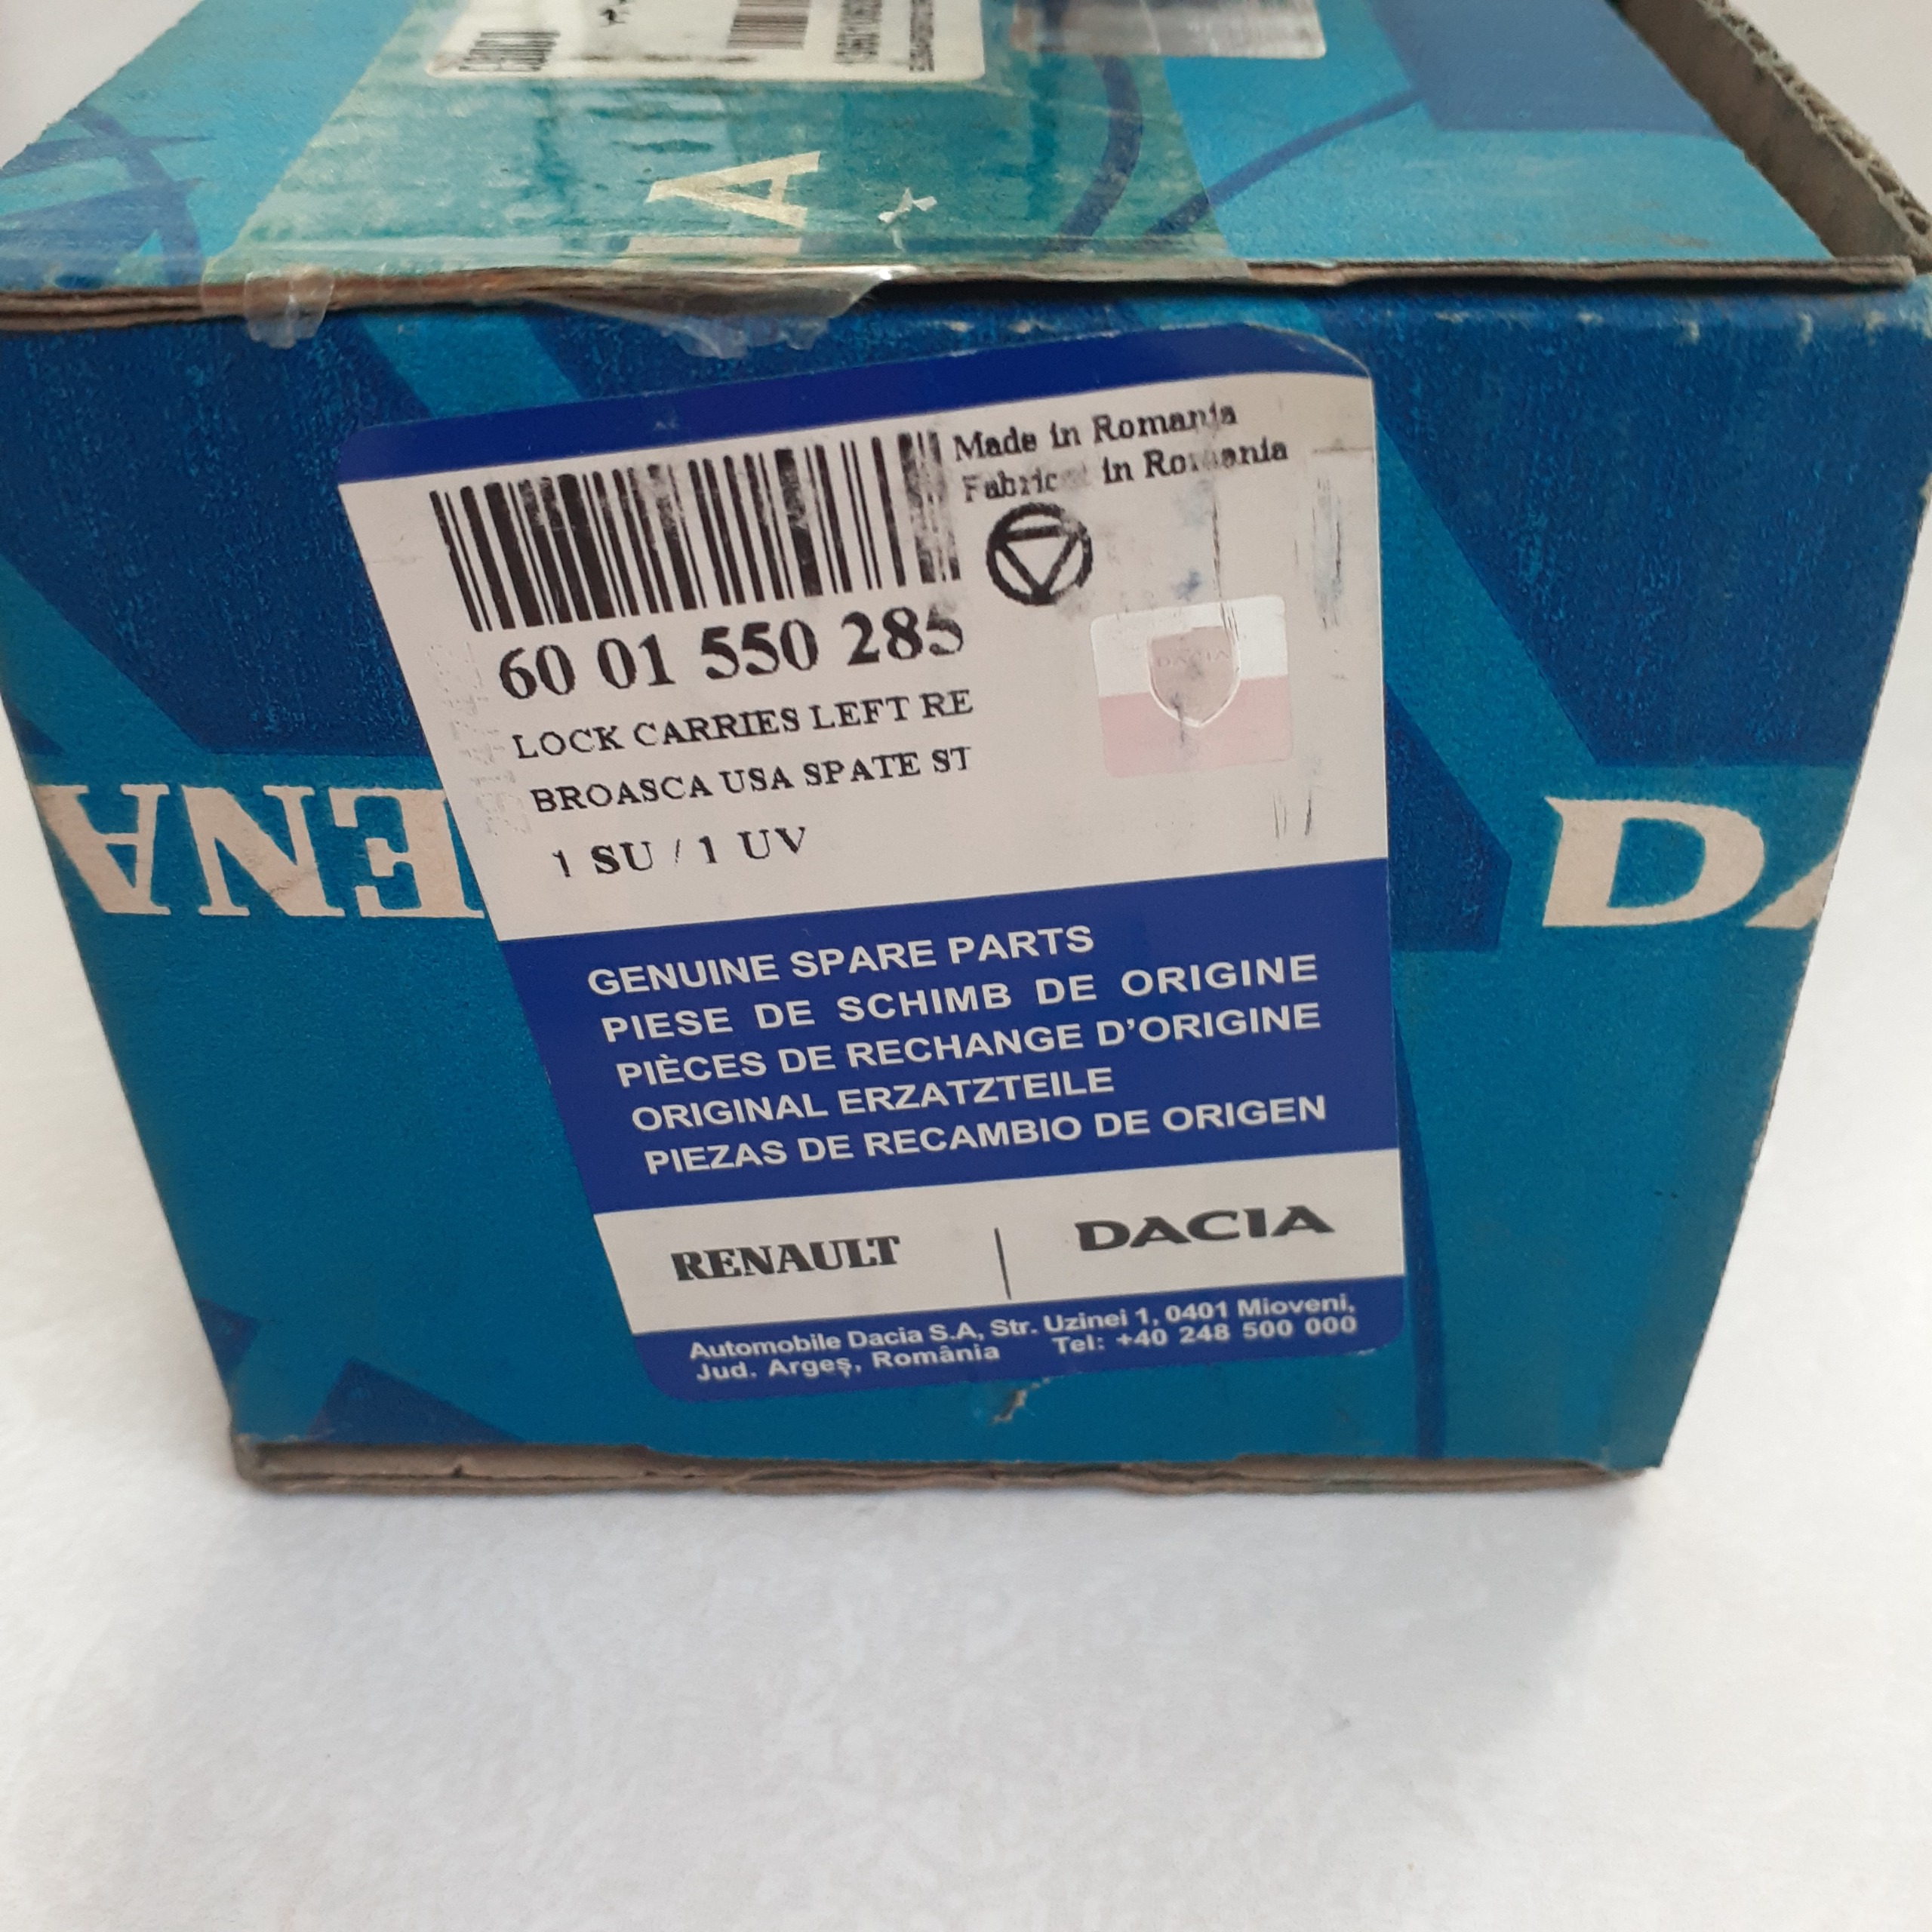 Made in Romania
in Romania
60 01 550 285
LOCK CARRIES LEFT RE
BROASCA USA SPATE ST
1 SU / 1 UV
DACIA
GENUINE SPARE PARTS
PIESE DE SCHIMB DE ORIGINE
PIÈCES DE RECHANGE D'ORIGINE
ORIGINAL ERZATZTEILE
PIEZAS DE RECAMBIO DE ORIGEN
RENAULT | DACIA
Automobile Dacia S.A, Str. Uzinei 1, 0401 Mioveni,
Jud. Argeș, România Tel: +40 248 500 000